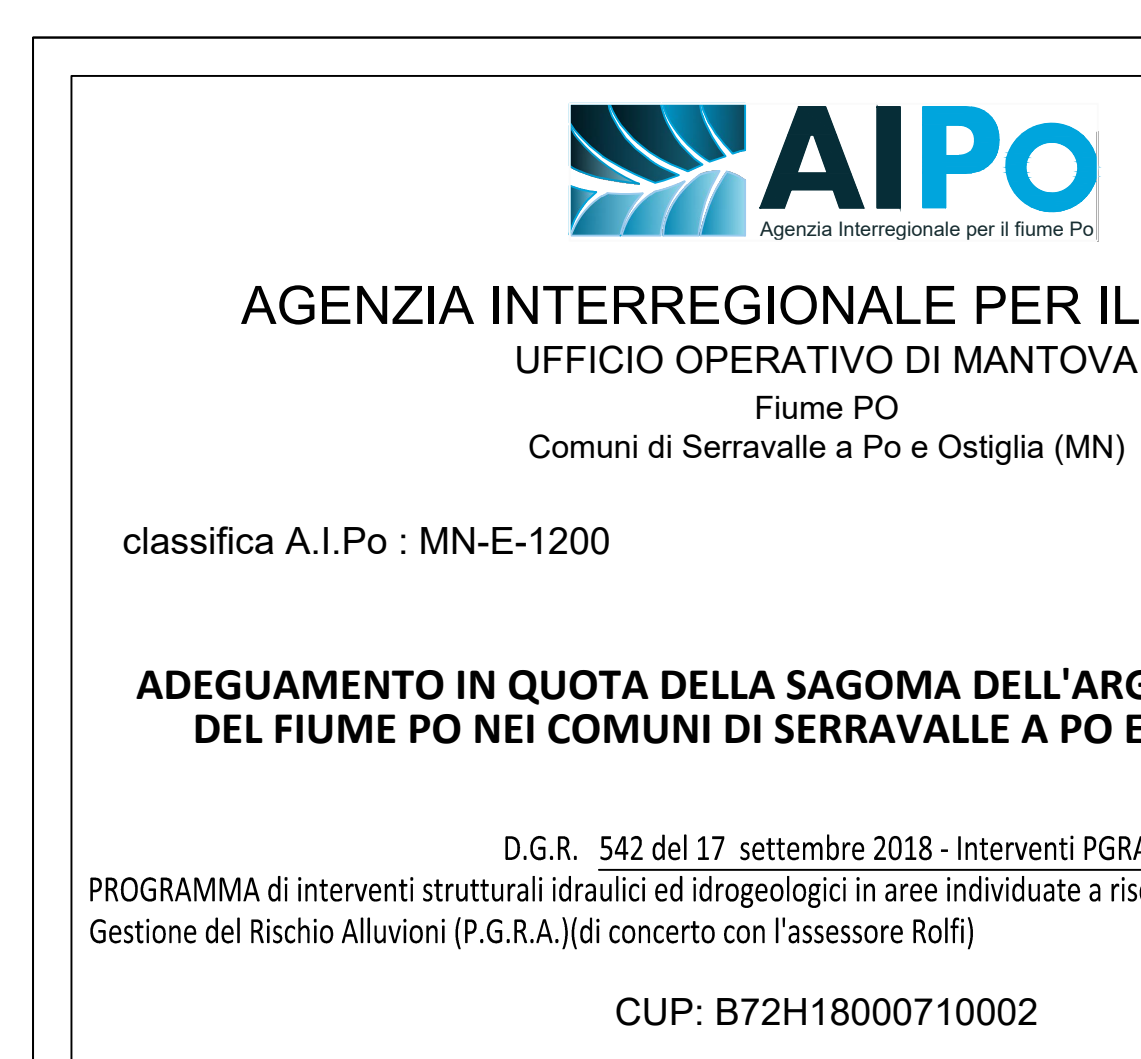 AIPo
Agenzia Interregionale per il fiume Po
AGENZIA INTERREGIONALE PER IL
UFFICIO OPERATIVO DI MANTOVA
Fiume PO
Comuni di Serravalle a Po e Ostiglia (MN)
classifica A.I.Po : MN-E-1200
ADEGUAMENTO IN QUOTA DELLA SAGOMA DELL'ARG
DEL FIUME PO NEI COMUNI DI SERRAVALLE A PO E
D.G.R. 542 del 17 settembre 2018 - Interventi PGRA
PROGRAMMA di interventi strutturali idraulici ed idrogeologici in aree individuate a ris
Gestione del Rischio Alluvioni (P.G.R.A.)(di concerto con l'assessore Rolfi)
CUP: B72H18000710002